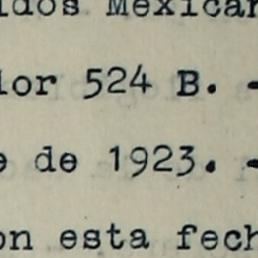 idos Mexican
lor 524 B. -
e de 1923. -
on esta fech